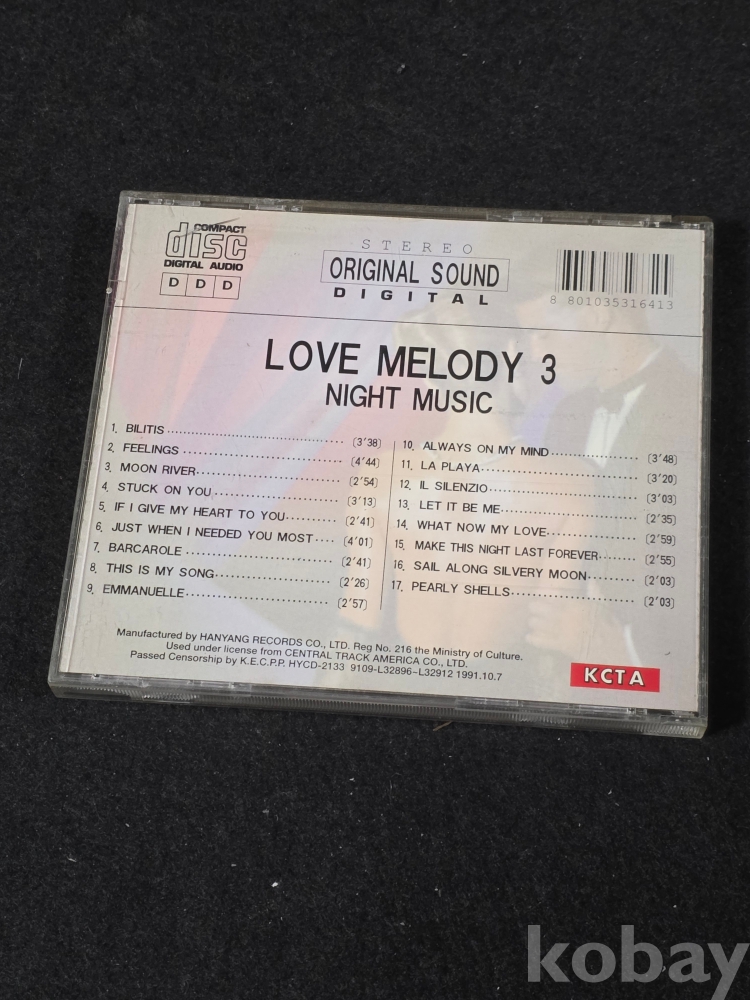 COMPACT
disc
DIGITAL AUDIO
D D D
STEREO
ORIGINAL SOUND
DIGITAL
8 801035316413
LOVE MELODY 3
NIGHT MUSIC
1. BILITIS (3'38)
2. FEELINGS (4'44)
3. MOON RIVER (2'54)
4. STUCK ON YOU (3'13)
5. IF I GIVE MY HEART TO YOU (2'41)
6. JUST WHEN I NEEDED YOU MOST (4'01)
7. BARCAROLE (2'41)
8. THIS IS MY SONG (2'26)
9. EMMANUELLE (2'57)
10. ALWAYS ON MY MIND (3'48)
11. LA PLAYA (3'20)
12. IL SILENZIO (3'03)
13. LET IT BE ME (2'35)
14. WHAT NOW MY LOVE (2'59)
15. MAKE THIS NIGHT LAST FOREVER (2'55)
16. SAIL ALONG SILVERY MOON (2'03)
17. PEARLY SHELLS (2'03)
Manufactured by HANYANG RECORDS CO., LTD. Reg No. 216 the Ministry of Culture.
Used under license from CENTRAL TRACK AMERICA CO., LTD.
Passed Censorship by K.E.C.P.P. HYCD-2133 9109-L32896~L32912 1991.10.7
KCTA
kobay